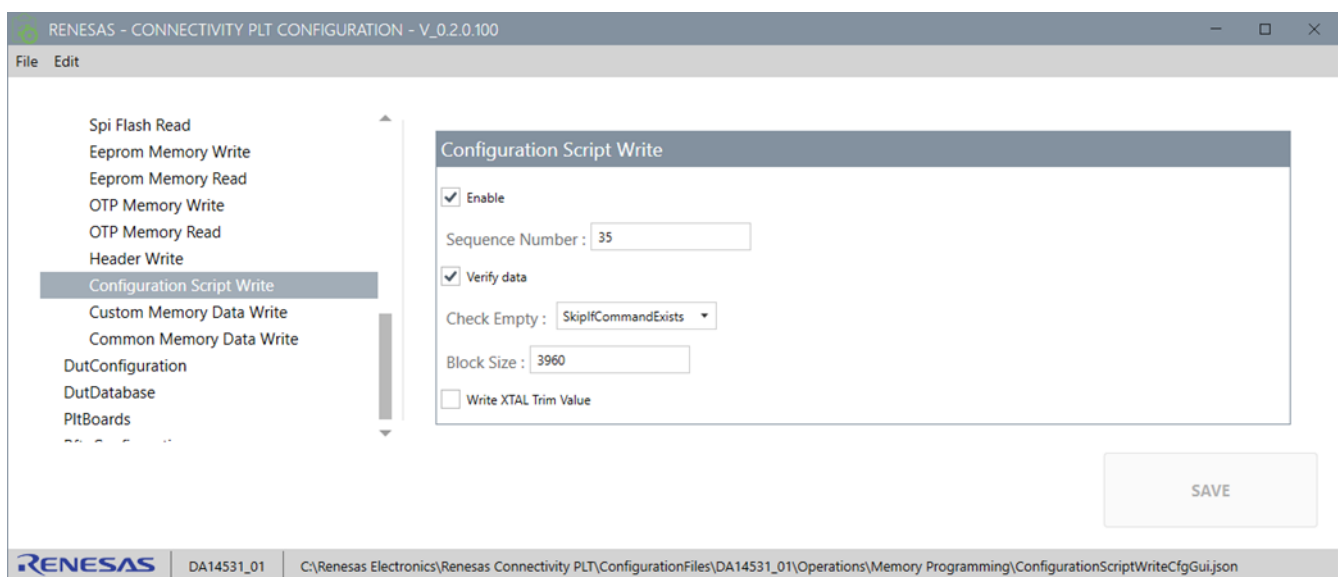 RENESAS - CONNECTIVITY PLT CONFIGURATION - V_0.2.0.100
File Edit
Spi Flash Read
Eeprom Memory Write
Eeprom Memory Read
OTP Memory Write
OTP Memory Read
Header Write
Configuration Script Write
Custom Memory Data Write
Common Memory Data Write
DutConfiguration
DutDatabase
PltBoards
Configuration Script Write
Enable
Sequence Number : 35
Verify data
Check Empty : SkipIfCommandExists
Block Size : 3960
Write XTAL Trim Value
SAVE
RENESAS DA14531_01 C:\Renesas Electronics\Renesas Connectivity PLT\ConfigurationFiles\DA14531_01\Operations\Memory Programming\ConfigurationScriptWriteCfgGui.json